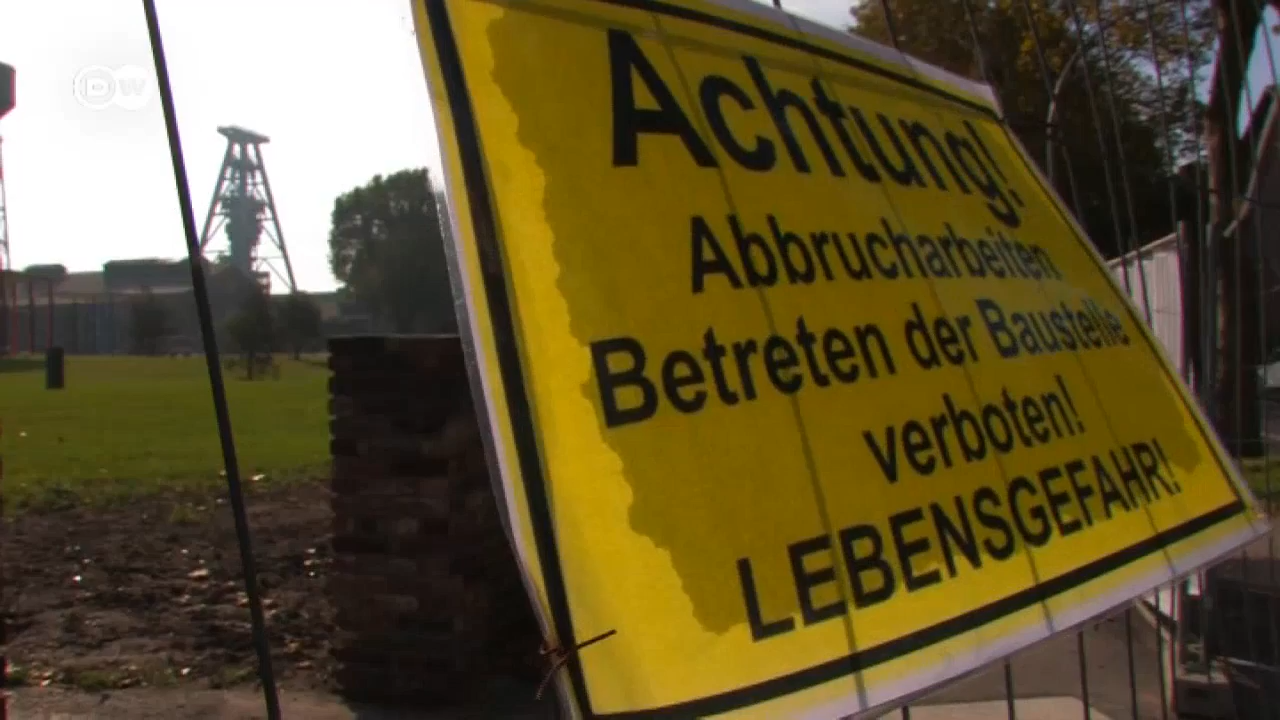 DW
Achtung!
Abbrucharbeiten
Betreten der Baustelle
verboten!
LEBENSGEFAHR!